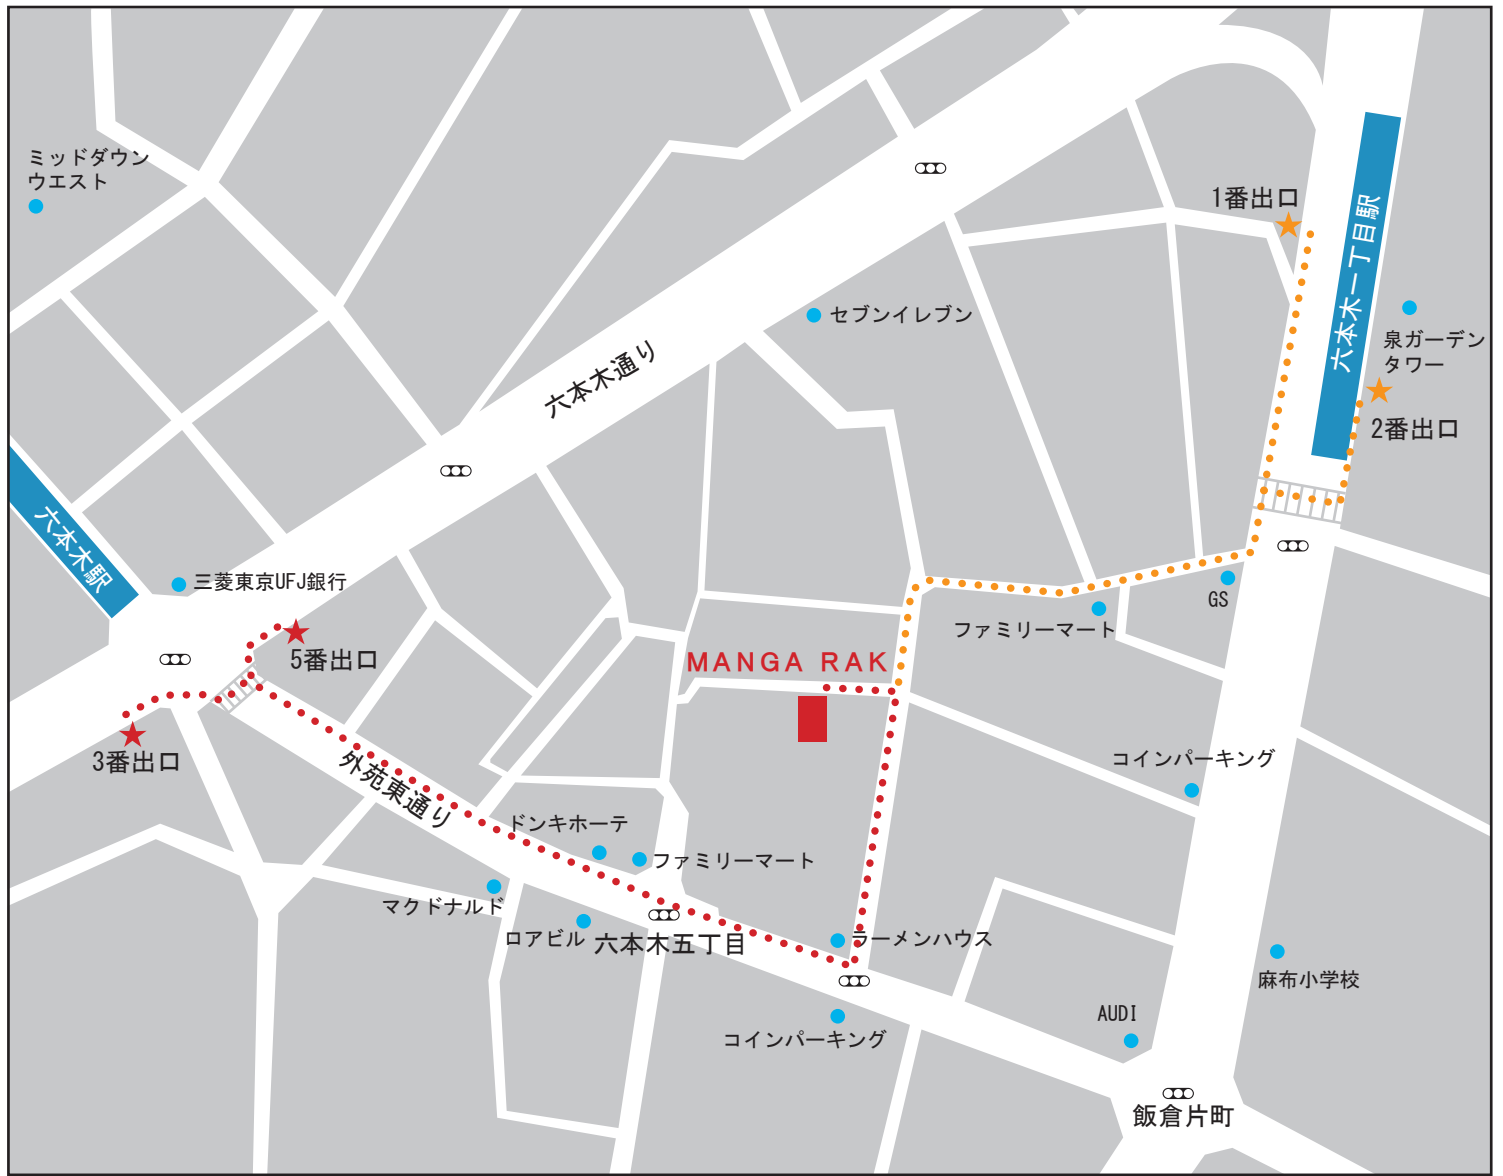 ミッドダウン
ウエスト
1番出口
六本木一丁目駅
セブンイレブン
泉ガーデン
タワー
六本木通り
2番出口
六本木駅
三菱東京UFJ銀行
GS
ファミリーマート
5番出口
MANGA RAK
3番出口
コインパーキング
外苑東通り
ドンキホーテ
ファミリーマート
マクドナルド
ロアビル
六本木五丁目
ラーメンハウス
麻布小学校
AUDI
コインパーキング
飯倉片町